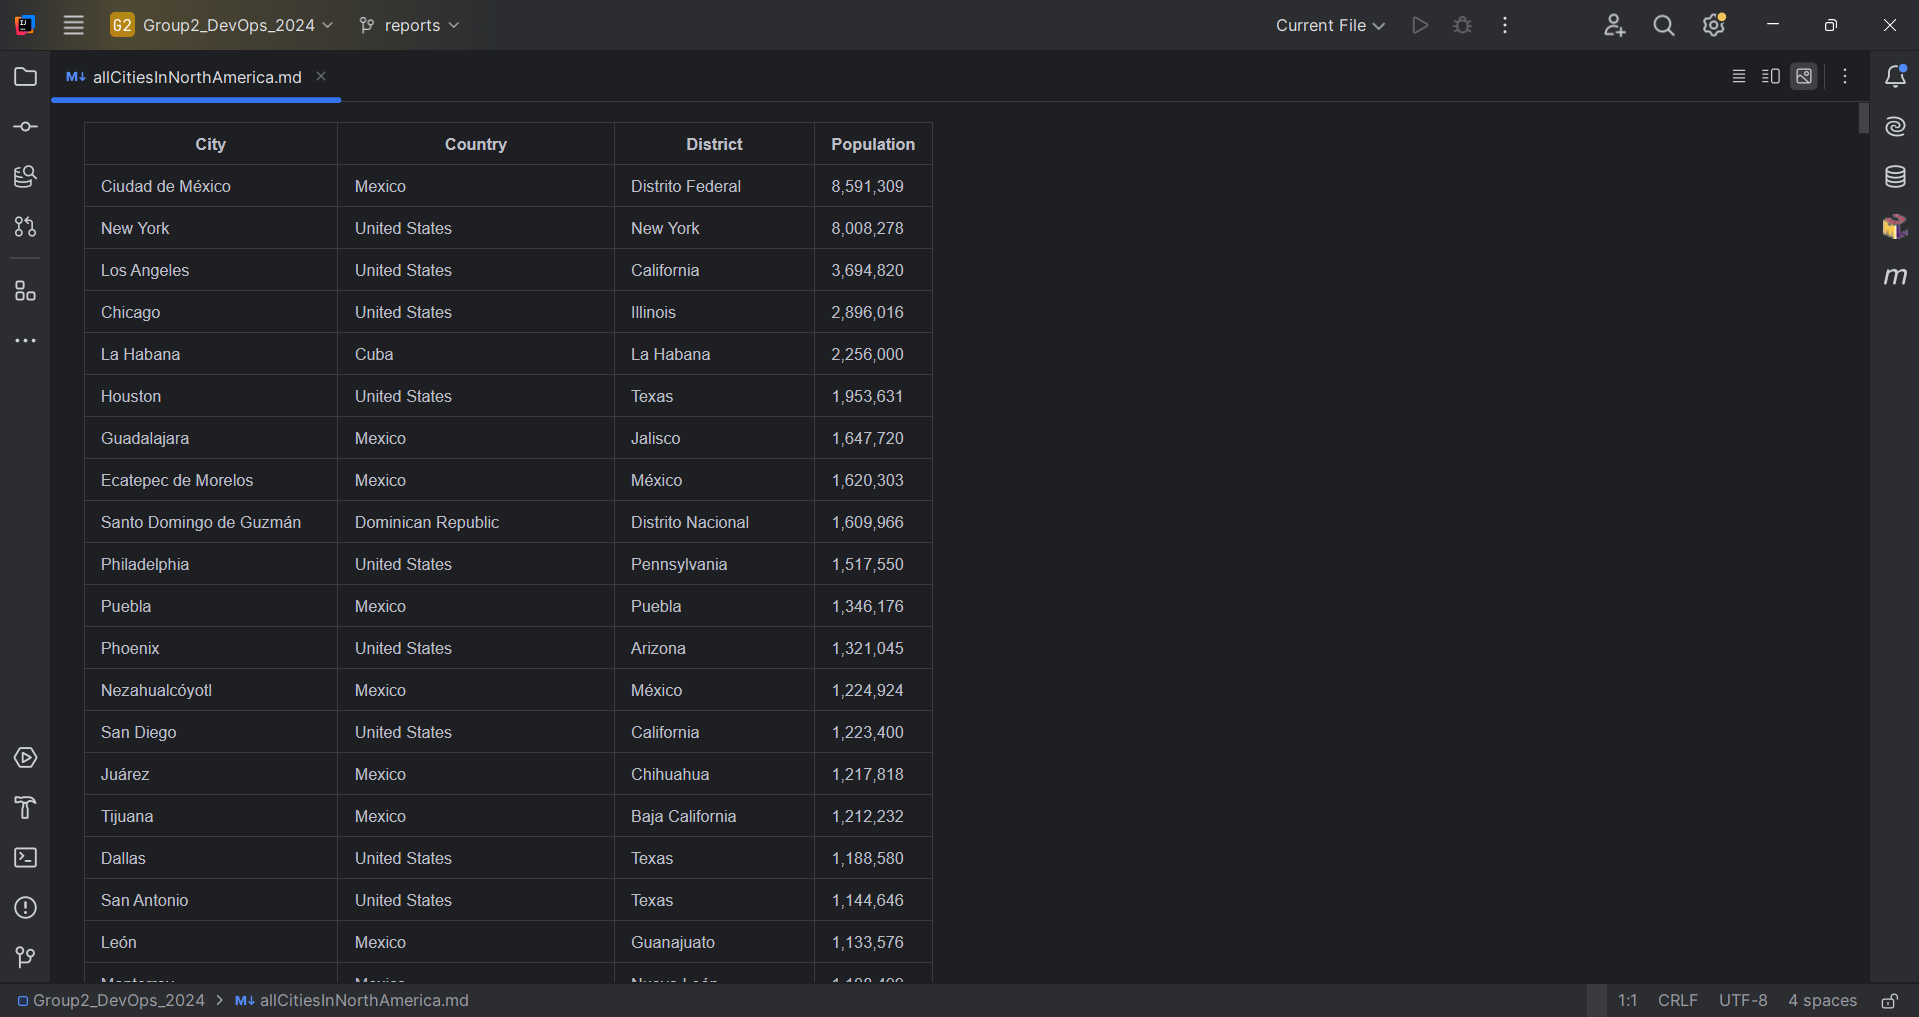 G2 Group2_DevOps_2024 reports Current File
M↓ allCitiesInNorthAmerica.md
City Country District Population
Ciudad de México Mexico Distrito Federal 8,591,309
New York United States New York 8,008,278
Los Angeles United States California 3,694,820
Chicago United States Illinois 2,896,016
La Habana Cuba La Habana 2,256,000
Houston United States Texas 1,953,631
Guadalajara Mexico Jalisco 1,647,720
Ecatepec de Morelos Mexico México 1,620,303
Santo Domingo de Guzmán Dominican Republic Distrito Nacional 1,609,966
Philadelphia United States Pennsylvania 1,517,550
Puebla Mexico Puebla 1,346,176
Phoenix United States Arizona 1,321,045
Nezahualcóyotl Mexico México 1,224,924
San Diego United States California 1,223,400
Juárez Mexico Chihuahua 1,217,818
Tijuana Mexico Baja California 1,212,232
Dallas United States Texas 1,188,580
San Antonio United States Texas 1,144,646
León Mexico Guanajuato 1,133,576
Group2_DevOps_2024 > M↓ allCitiesInNorthAmerica.md 1:1 CRLF UTF-8 4 spaces